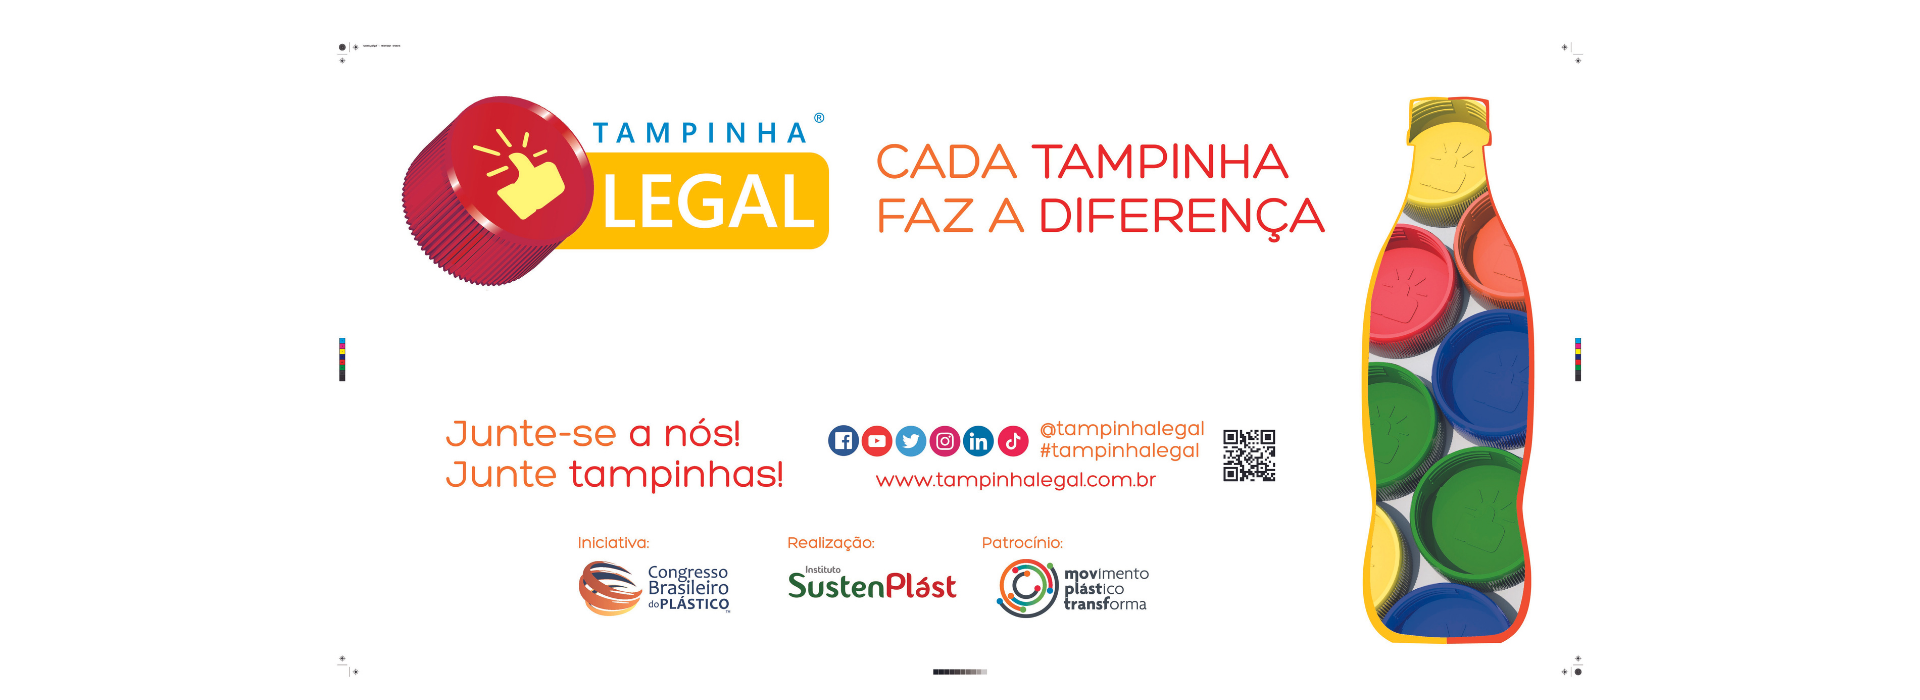 TAMPINHA®
LEGAL
CADA TAMPINHA
FAZ A DIFERENÇA
Junte-se a nós!
Junte tampinhas!
@tampinhalegal
#tampinhalegal
www.tampinhalegal.com.br
Iniciativa:
Congresso
Brasileiro
do PLÁSTICO™
Realização:
Instituto
SustenPlást
Patrocínio:
movimento
plástico
transforma